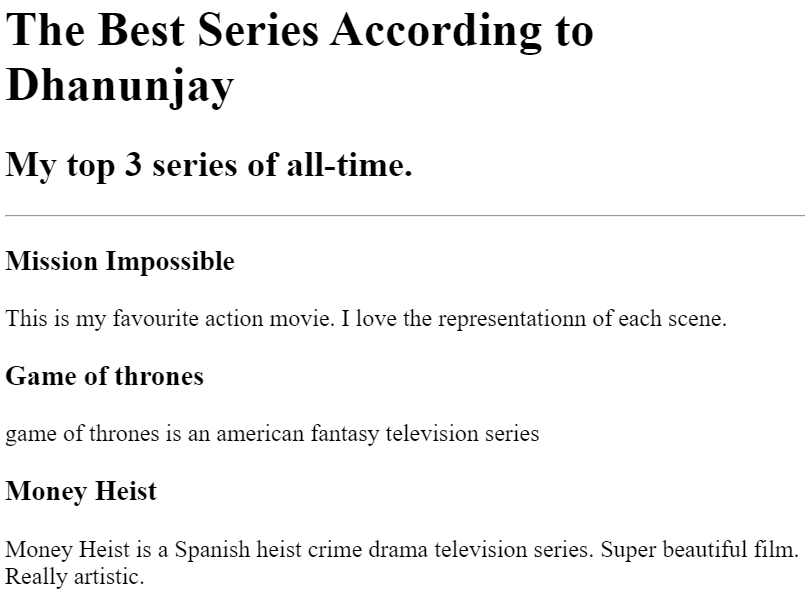 The Best Series According to
Dhanunjay
My top 3 series of all-time.
Mission Impossible
This is my favourite action movie. I love the representationn of each scene.
Game of thrones
game of thrones is an american fantasy television series
Money Heist
Money Heist is a Spanish heist crime drama television series. Super beautiful film.
Really artistic.